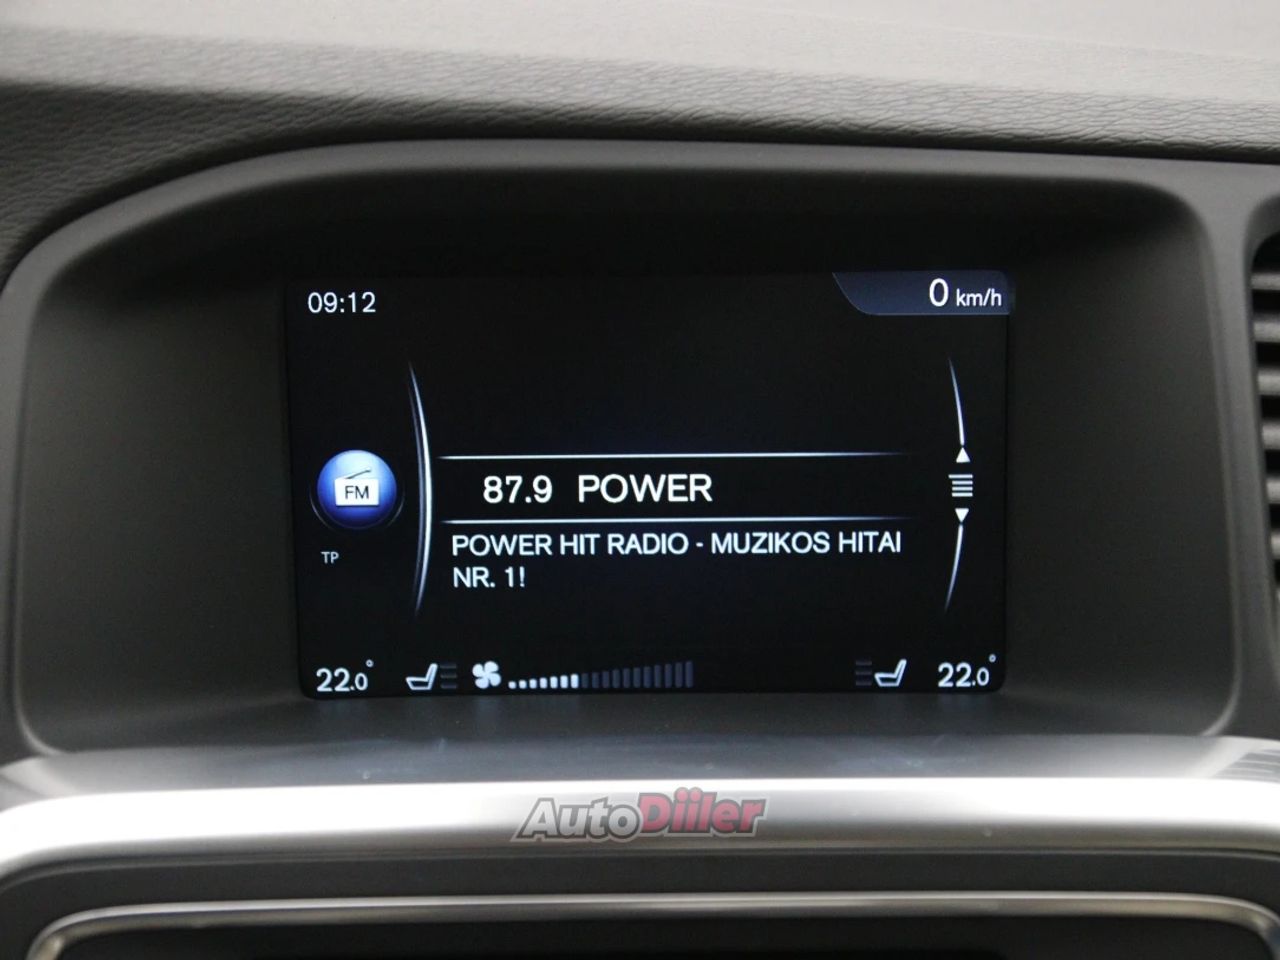 09:12
0 km/h
FM
87.9 POWER
TP
POWER HIT RADIO - MUZIKOS HITAI
NR. 1!
22.0° 22.0°
AutoDiiler